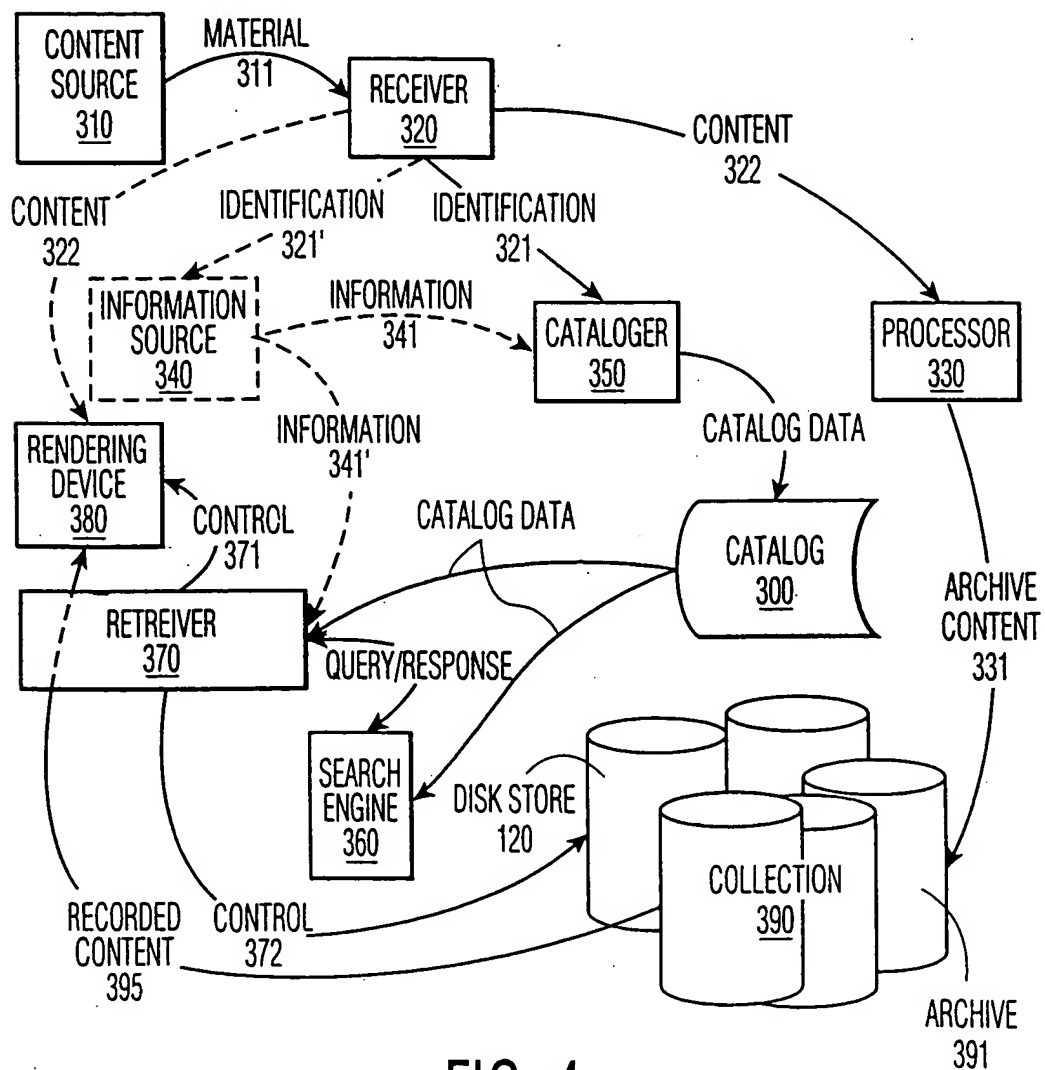 CONTENT
SOURCE
310
MATERIAL
311
RECEIVER
320
CONTENT
322
CONTENT
322
IDENTIFICATION
321'
IDENTIFICATION
321
INFORMATION
SOURCE
340
INFORMATION
341
CATALOGER
350
PROCESSOR
330
INFORMATION
341'
CATALOG DATA
RENDERING
DEVICE
380
CONTROL
371
CATALOG DATA
CATALOG
300
ARCHIVE
CONTENT
331
RETREIVER
370
QUERY/RESPONSE
SEARCH
ENGINE
360
DISK STORE
120
COLLECTION
390
RECORDED
CONTENT
395
CONTROL
372
ARCHIVE
391